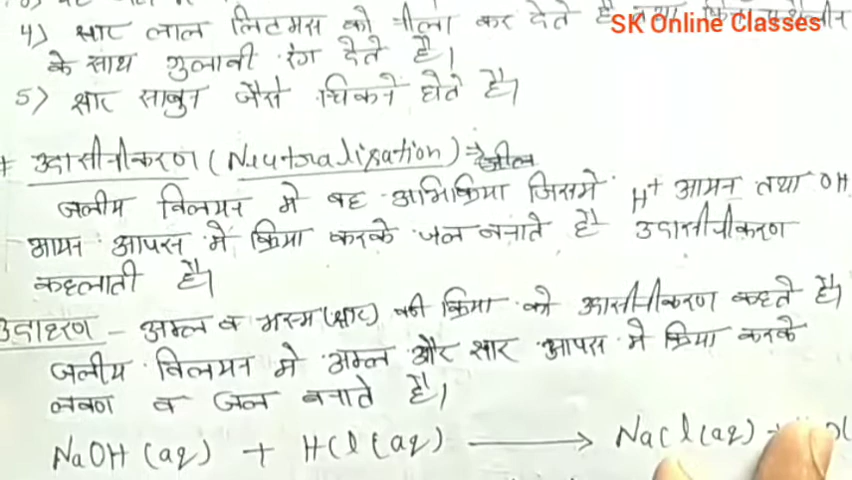 4) क्षार लाल लिटमस को नीला कर देते है तथा
SK Online Classes
के साथ गुलाबी रंग देते है।
5) क्षार साबुन जैसे चिकने होते है।
* उदासीनीकरण (Neutralization) =>
जलीय विलयन मे वह अभिक्रिया जिसमे H+ आयन तथा OH
आयन आपस मे क्रिया करके जल बनाते है उदासीनीकरण
कहलाती है।
उदाहरण - अम्ल व भस्म (क्षार) की क्रिया को उदासीनीकरण कहते है।
जलीय विलयन मे अम्ल और क्षार आपस मे क्रिया करके
लवण व जल बनाते है।
NaOH (aq) + HCl (aq) ⟶ NaCl (aq) +